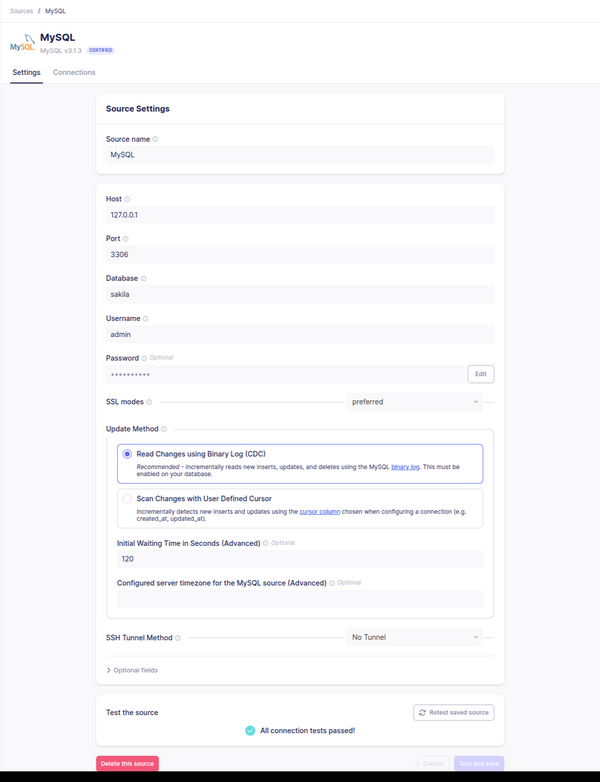 Sources / MySQL
MySQL
MySQL
MySQL v3.1.3 CERTIFIED
Settings Connections
Source Settings
Source name
MySQL
Host
127.0.0.1
Port
3306
Database
sakila
Username
admin
Password Optional
••••••••••
Edit
SSL modes
preferred
Update Method
Read Changes using Binary Log (CDC)
Recommended - Incrementally reads new inserts, updates, and deletes using the MySQL binary log. This must be
enabled on your database.
Scan Changes with User Defined Cursor
Incrementally detects new inserts and updates using the cursor column chosen when configuring a connection (e.g.
created_at, updated_at).
Initial Waiting Time in Seconds (Advanced) Optional
120
Configured server timezone for the MySQL source (Advanced) Optional
SSH Tunnel Method
No Tunnel
Optional fields
Test the source
Retest saved source
All connection tests passed!
Delete this source
Cancel
Test and save